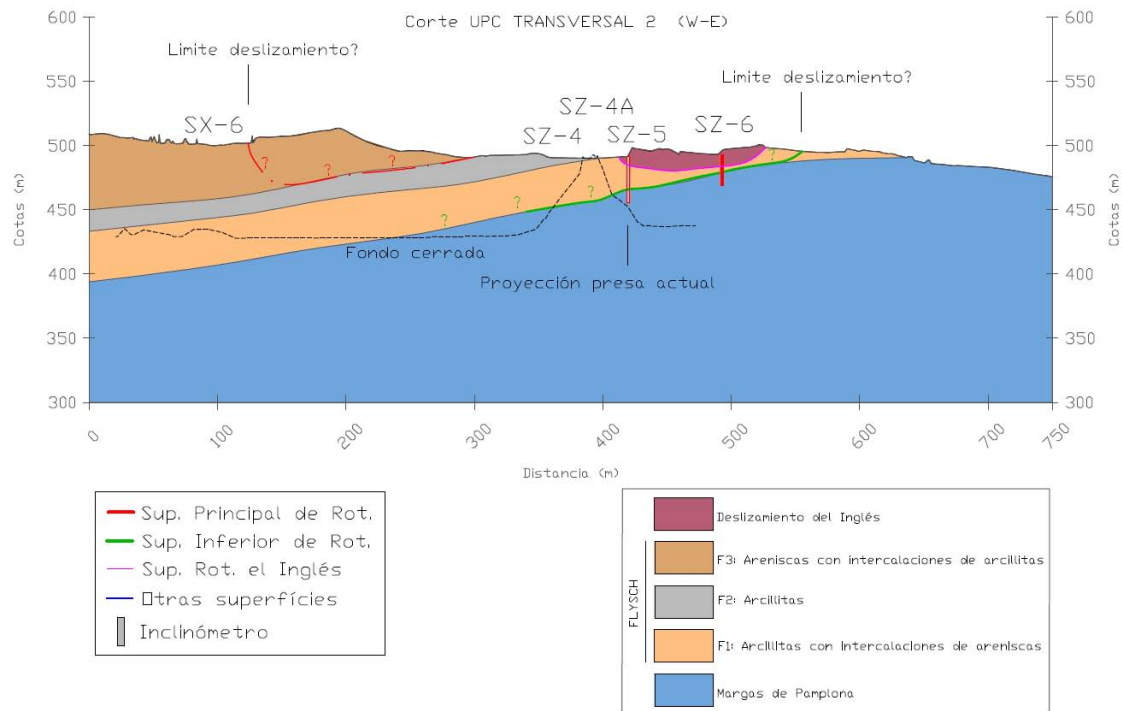 Corte UPC TRANSVERSAL 2 (W-E)
600
550
500
450
400
350
300
Cotas (m)
600
550
500
450
400
350
300
Cotas (m)
Limite deslizamiento?
Limite deslizamiento?
SX-6
SZ-4A
SZ-4
SZ-5
SZ-6
?
?
?
?
?
?
?
?
Fondo cerrada
Proyección presa actual
0
100
200
300
400
500
600
700
750
Distancia (m)
Sup. Principal de Rot.
Sup. Inferior de Rot.
Sup. Rot. el Inglés
Otras superfícies
Inclinómetro
FLYSCH
Deslizamiento del Inglés
F3: Areniscas con intercalaciones de arcillitas
F2: Arcillitas
F1: Arcillitas con intercalaciones de areniscas
Margas de Pamplona